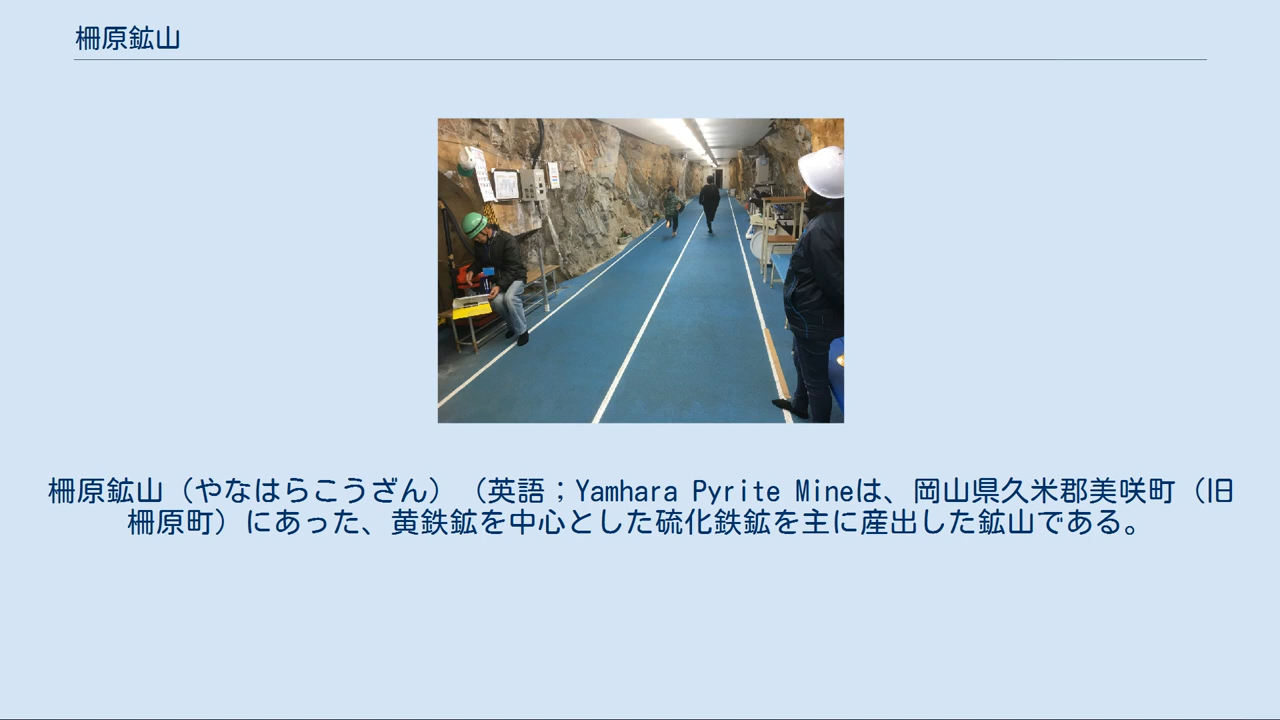 柵原鉱山
柵原鉱山（やなはらこうざん）（英語；Yamhara Pyrite Mineは、岡山県久米郡美咲町（旧
柵原町）にあった、黄鉄鉱を中心とした硫化鉄鉱を主に産出した鉱山である。